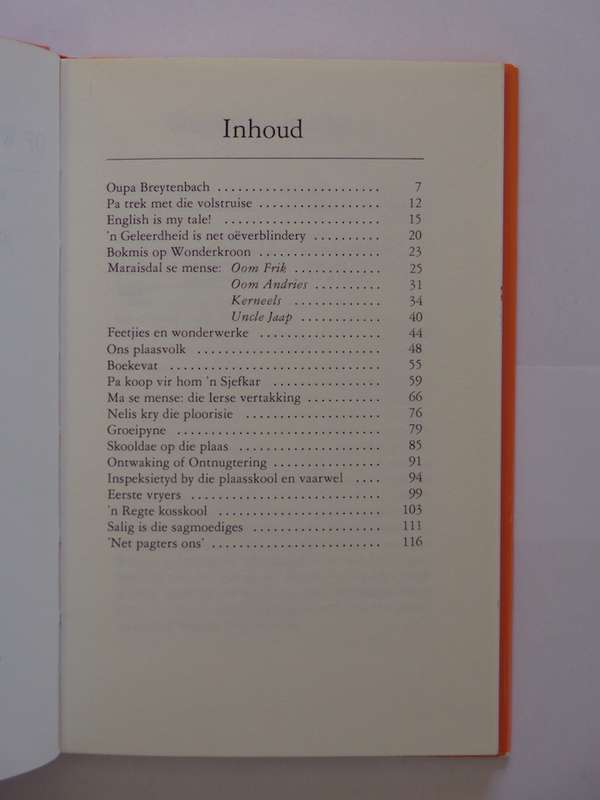 Inhoud
Oupa Breytenbach ........................ 7
Pa trek met die volstruise .................. 12
English is my tale! ....................... 15
'n Geleerdheid is net oëverblindery .......... 20
Bokmis op Wonderkroon .................. 23
Maraisdal se mense: Oom Frik ............. 25
Oom Andries .......... 31
Kerneels ............. 34
Uncle Jaap ............ 40
Feetjies en wonderwerke .................. 44
Ons plaasvolk ........................... 48
Boekevat ............................... 55
Pa koop vir hom 'n Sjefkar ................ 59
Ma se mense: die Ierse vertakking ........... 66
Nelis kry die ploorisie .................... 76
Groeipyne .............................. 79
Skooldae op die plaas ..................... 85
Ontwaking of Ontnugtering ................ 91
Inspeksietyd by die plaasskool en vaarwel .... 94
Eerste vryers ............................ 99
'n Regte kosskool ........................ 103
Salig is die sagmoediges ................... 111
'Net pagters ons' ......................... 116